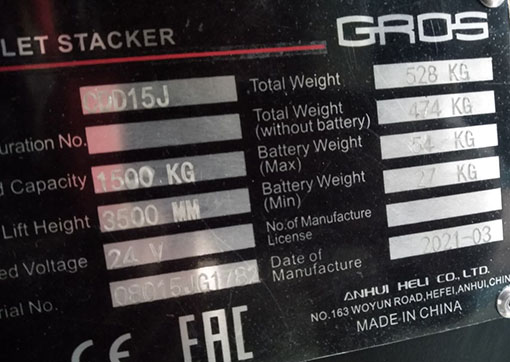 LET STACKER
GROS
D15J
Total Weight 528 KG
uration No.
Total Weight
(without battery) 474 KG
Capacity 1500 KG
Battery Weight
(Max) 54 KG
Lift Height 3500 MM
Battery Weight
(Min) 27 KG
ed Voltage 24 V
No.of Manufacture
License
rial No.
Date of
Manufacture 2021-03
ANHUI HELI CO., LTD.
NO.163 WOYUN ROAD,HEFEI,ANHUI,CHIN
MADE IN CHINA
CE EAC